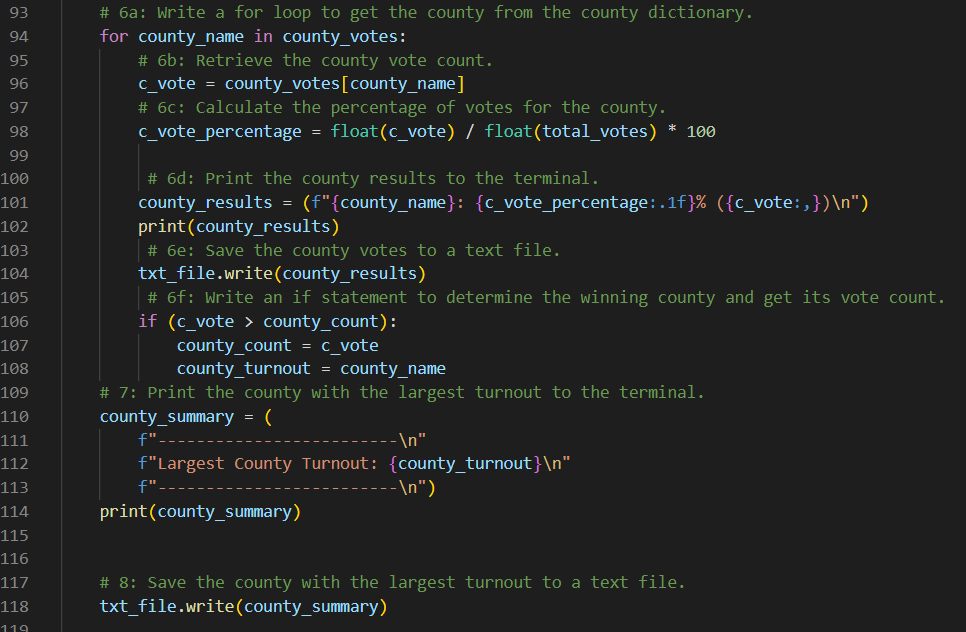 93 # 6a: Write a for loop to get the county from the county dictionary.
94 for county_name in county_votes:
95 # 6b: Retrieve the county vote count.
96 c_vote = county_votes[county_name]
97 # 6c: Calculate the percentage of votes for the county.
98 c_vote_percentage = float(c_vote) / float(total_votes) * 100
99
100 # 6d: Print the county results to the terminal.
101 county_results = (f"{county_name}: {c_vote_percentage:.1f}% ({c_vote:,})\n")
102 print(county_results)
103 # 6e: Save the county votes to a text file.
104 txt_file.write(county_results)
105 # 6f: Write an if statement to determine the winning county and get its vote count.
106 if (c_vote > county_count):
107 county_count = c_vote
108 county_turnout = county_name
109 # 7: Print the county with the largest turnout to the terminal.
110 county_summary = (
111 f"-------------------------\n"
112 f"Largest County Turnout: {county_turnout}\n"
113 f"-------------------------\n")
114 print(county_summary)
115
116
117 # 8: Save the county with the largest turnout to a text file.
118 txt_file.write(county_summary)
119